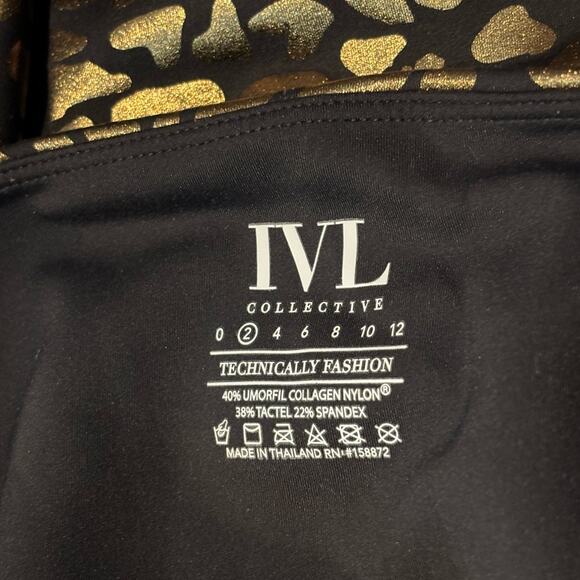 IVL
COLLECTIVE
0 2 4 6 8 10 12
TECHNICALLY FASHION
40% UMORFIL COLLAGEN NYLON®
38% TACTEL 22% SPANDEX
MADE IN THAILAND RN:#158872